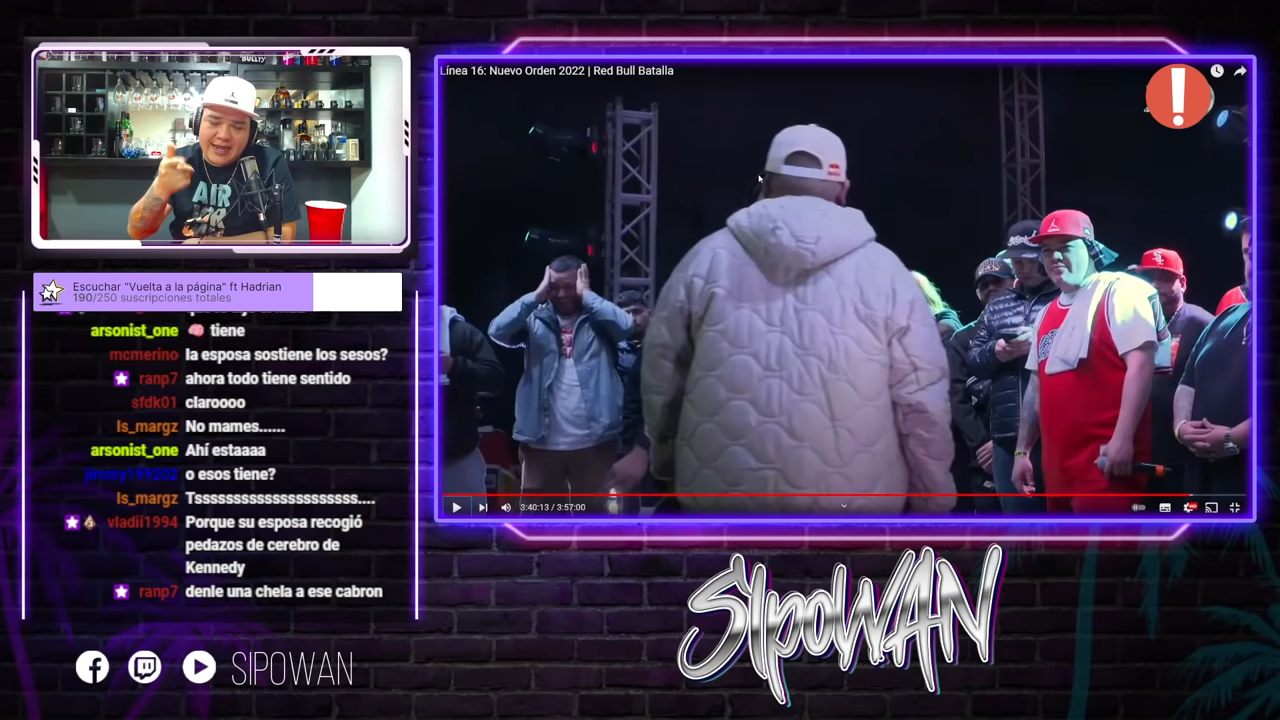 Línea 16: Nuevo Orden 2022 | Red Bull Batalla
AIR
Escuchar "Vuelta a la página" ft Hadrian
190/250 suscripciones totales
arsonist_one 🧠 tiene
mcmerino la esposa sostiene los sesos?
ranp7 ahora todo tiene sentido
sfdk01 claroooo
ls_margz No mames......
arsonist_one Ahí estaaaa
jimmy199202 o esos tiene?
ls_margz Tsssssssssssssssssssss....
vladii1994 Porque su esposa recogió
pedazos de cerebro de
Kennedy
ranp7 denle una chela a ese cabron
3:40:13 / 3:57:00
SIPOWAN
SIPOWAN